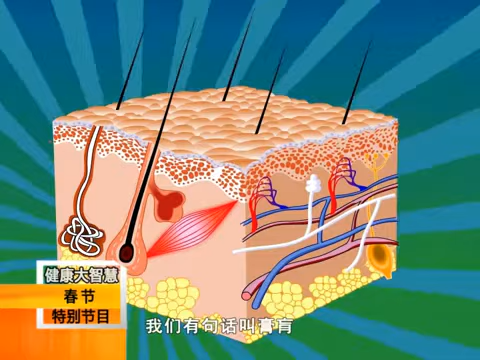 健康大智慧
春节
特别节目
我们有句话叫膏肓